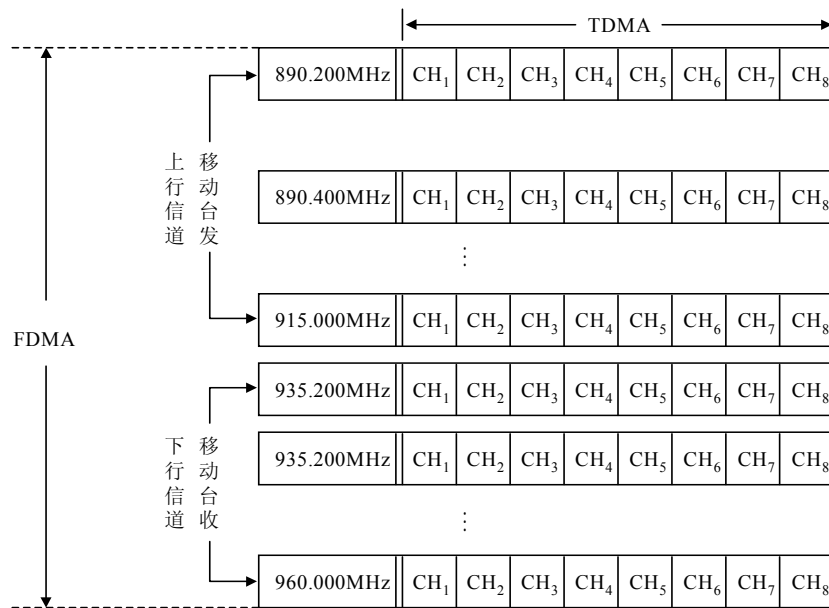 TDMA
890.200MHz CH₁ CH₂ CH₃ CH₄ CH₅ CH₆ CH₇ CH₈
上行信道
移动台发
890.400MHz CH₁ CH₂ CH₃ CH₄ CH₅ CH₆ CH₇ CH₈
⋮
915.000MHz CH₁ CH₂ CH₃ CH₄ CH₅ CH₆ CH₇ CH₈
FDMA
935.200MHz CH₁ CH₂ CH₃ CH₄ CH₅ CH₆ CH₇ CH₈
下行信道
移动台收
935.200MHz CH₁ CH₂ CH₃ CH₄ CH₅ CH₆ CH₇ CH₈
⋮
960.000MHz CH₁ CH₂ CH₃ CH₄ CH₅ CH₆ CH₇ CH₈